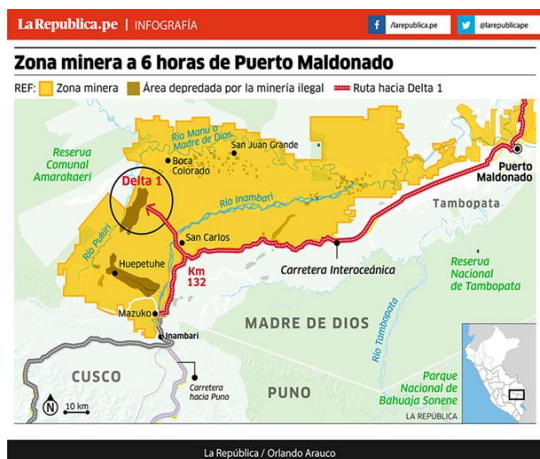 LaRepublica.pe | INFOGRAFÍA
/larepublica.pe
@larepublicape
Zona minera a 6 horas de Puerto Maldonado
REF: Zona minera Área depredada por la minería ilegal Ruta hacia Delta 1
Reserva
Comunal
Amarakaeri
Río Manu o
Madre de Dios
San Juan Grande
Boca
Colorado
Delta 1
Puerto
Maldonado
Tambopata
Río Inambari
Río Pukiri
San Carlos
Huepetuhe
Km
132
Carretera Interoceánica
Reserva
Nacional
de Tambopata
Mazuko
Inambari
MADRE DE DIOS
Río Tambopata
CUSCO
Carretera
hacia Puno
PUNO
Parque
Nacional de
Bahuaja Sonene
N
10 km
LA REPÚBLICA
La República / Orlando Arauco